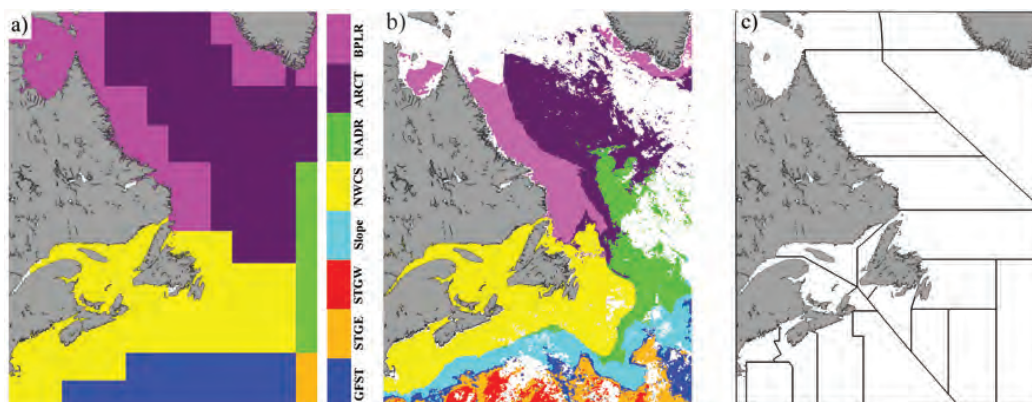 a)
BPLR
ARCT
NADR
NWCS
Slope
STGW
STGE
GFST
b)
c)